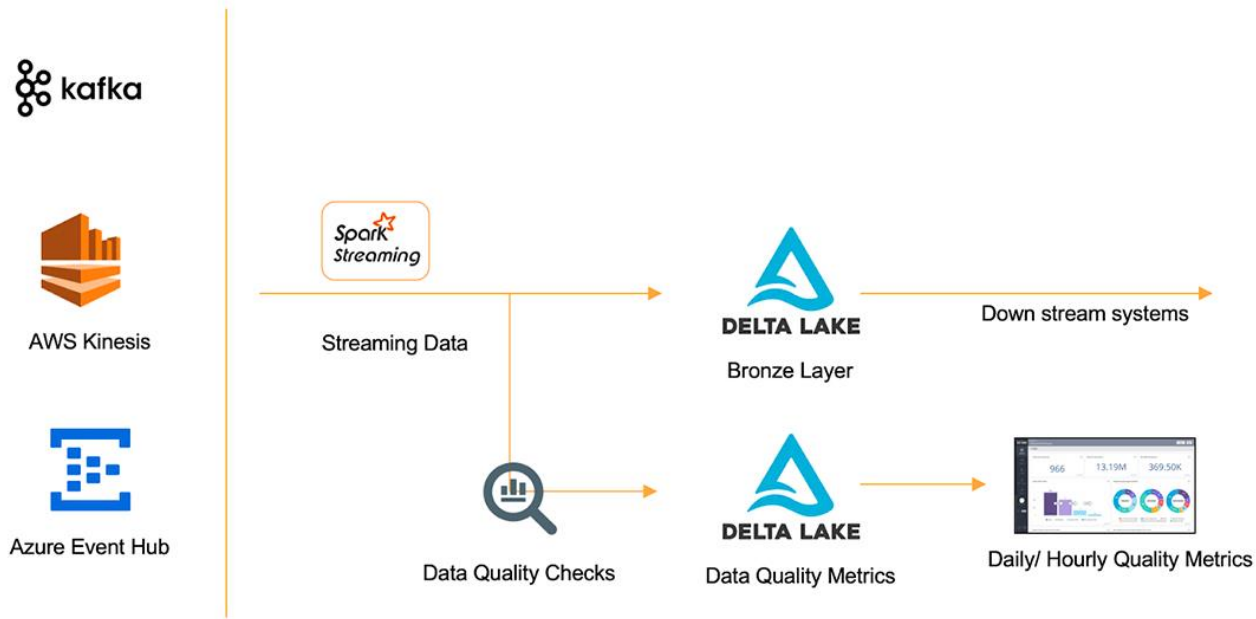 kafka
Spark
Streaming
AWS Kinesis
Streaming Data
DELTA LAKE
Bronze Layer
Down stream systems
Azure Event Hub
Data Quality Checks
DELTA LAKE
Data Quality Metrics
966
13.19M
369.50K
Daily/ Hourly Quality Metrics